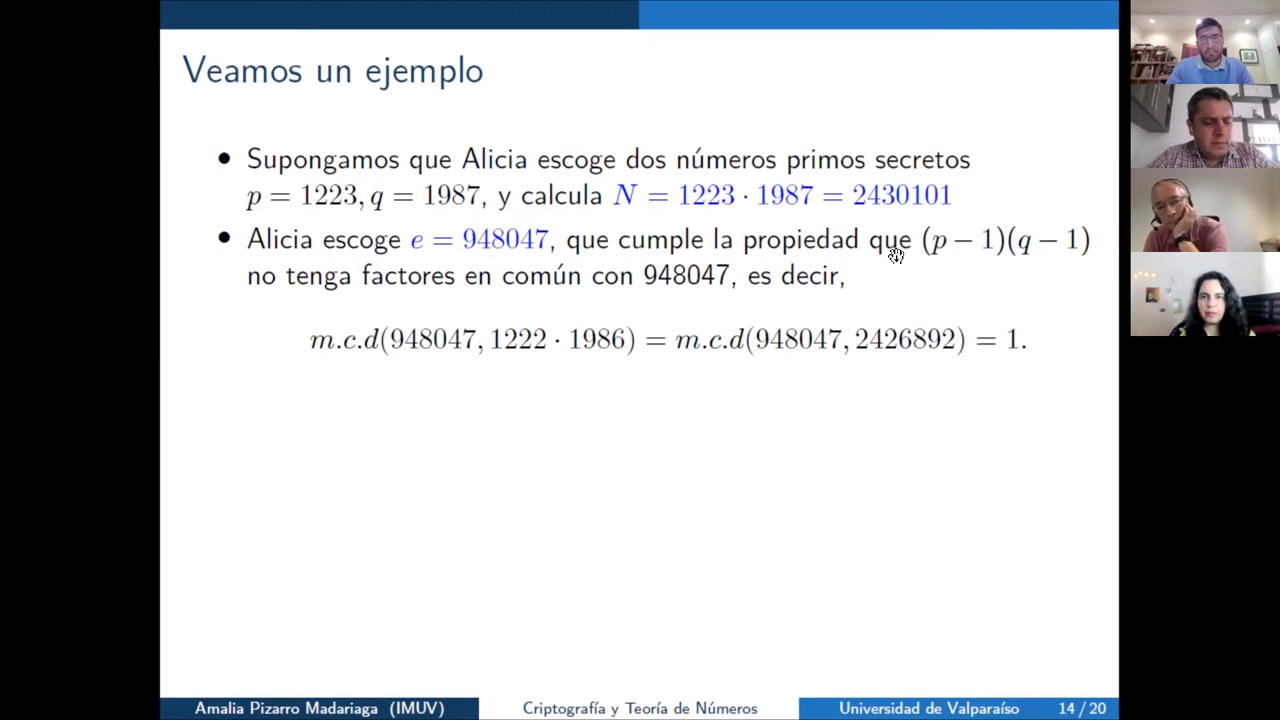 Veamos un ejemplo
• Supongamos que Alicia escoge dos números primos secretos
p = 1223, q = 1987, y calcula N = 1223 · 1987 = 2430101
• Alicia escoge e = 948047, que cumple la propiedad que (p − 1)(q − 1)
no tenga factores en común con 948047, es decir,
m.c.d(948047, 1222 · 1986) = m.c.d(948047, 2426892) = 1.
Amalia Pizarro Madariaga (IMUV) Criptografía y Teoría de Números Universidad de Valparaíso 14 / 20